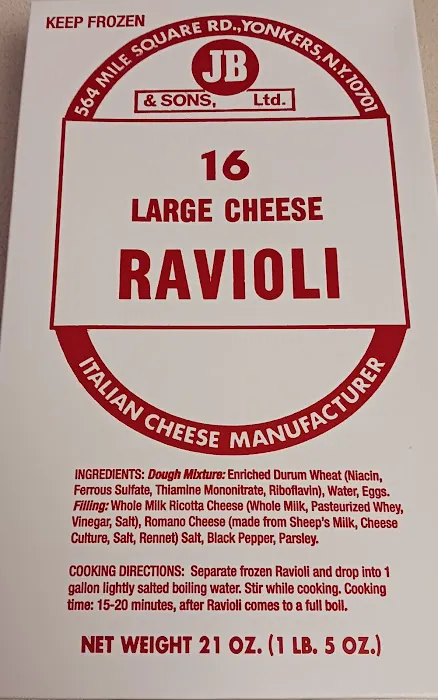 KEEP FROZEN
564 MILE SQUARE RD., YONKERS, N.Y. 10701
JB
& SONS, Ltd.
16
LARGE CHEESE
RAVIOLI
ITALIAN CHEESE MANUFACTURER
INGREDIENTS: Dough Mixture: Enriched Durum Wheat (Niacin,
Ferrous Sulfate, Thiamine Mononitrate, Riboflavin), Water, Eggs.
Filling: Whole Milk Ricotta Cheese (Whole Milk, Pasteurized Whey,
Vinegar, Salt), Romano Cheese (made from Sheep's Milk, Cheese
Culture, Salt, Rennet) Salt, Black Pepper, Parsley.
COOKING DIRECTIONS: Separate frozen Ravioli and drop into 1
gallon lightly salted boiling water. Stir while cooking. Cooking
time: 15-20 minutes, after Ravioli comes to a full boil.
NET WEIGHT 21 OZ. (1 LB. 5 OZ.)